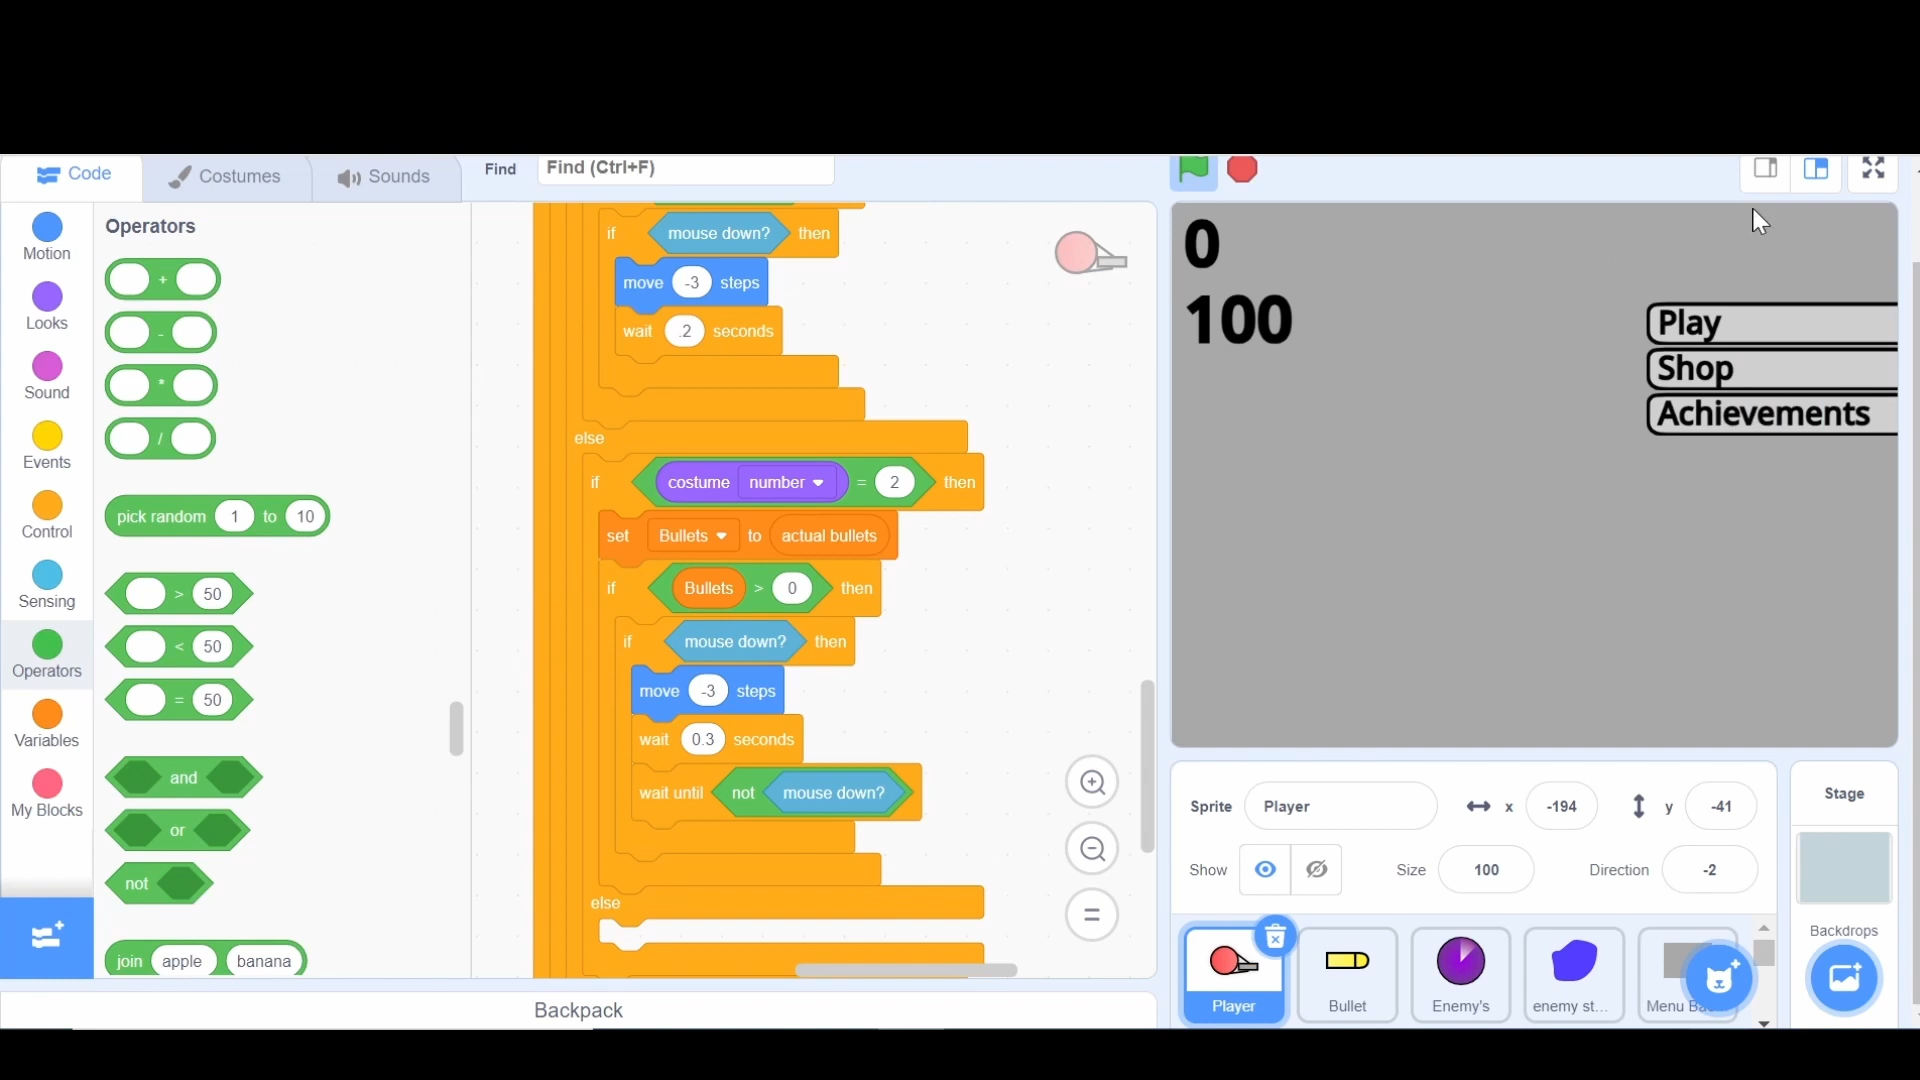 Code
Costumes
Sounds
Find
Find (Ctrl+F)
Motion
Looks
Sound
Events
Control
Sensing
Operators
Variables
My Blocks
Operators
+
-
*
/
pick random 1 to 10
> 50
< 50
= 50
and
or
not
join apple banana
if mouse down? then
move -3 steps
wait .2 seconds
else
if costume number = 2 then
set Bullets to actual bullets
if Bullets > 0 then
if mouse down? then
move -3 steps
wait 0.3 seconds
wait until not mouse down?
else
Backpack
0
100
Play
Shop
Achievements
Sprite Player x -194 y -41
Show Size 100 Direction -2
Player
Bullet
Enemy's
enemy st...
Menu
Stage
Backdrops